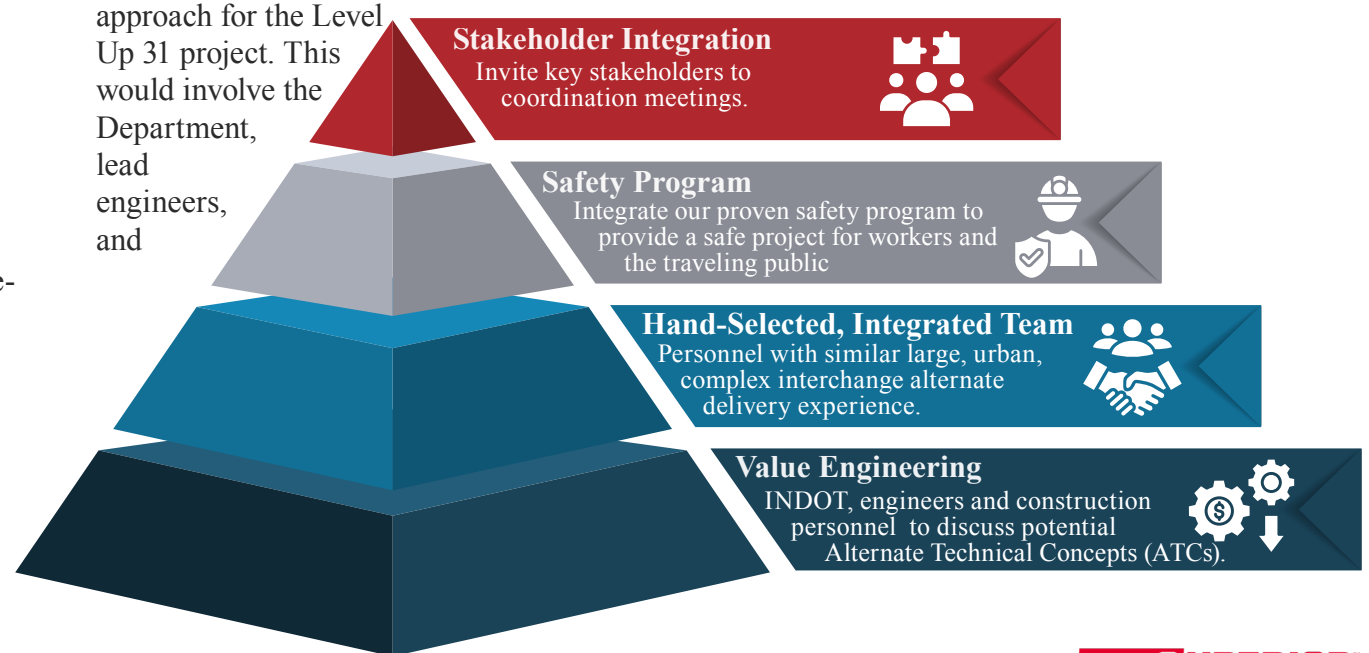 approach for the Level
Up 31 project. This
would involve the
Department,
lead
engineers,
and
e-
Stakeholder Integration
Invite key stakeholders to
coordination meetings.
Safety Program
Integrate our proven safety program to
provide a safe project for workers and
the traveling public
Hand-Selected, Integrated Team
Personnel with similar large, urban,
complex interchange alternate
delivery experience.
Value Engineering
INDOT, engineers and construction
personnel to discuss potential
Alternate Technical Concepts (ATCs).
$